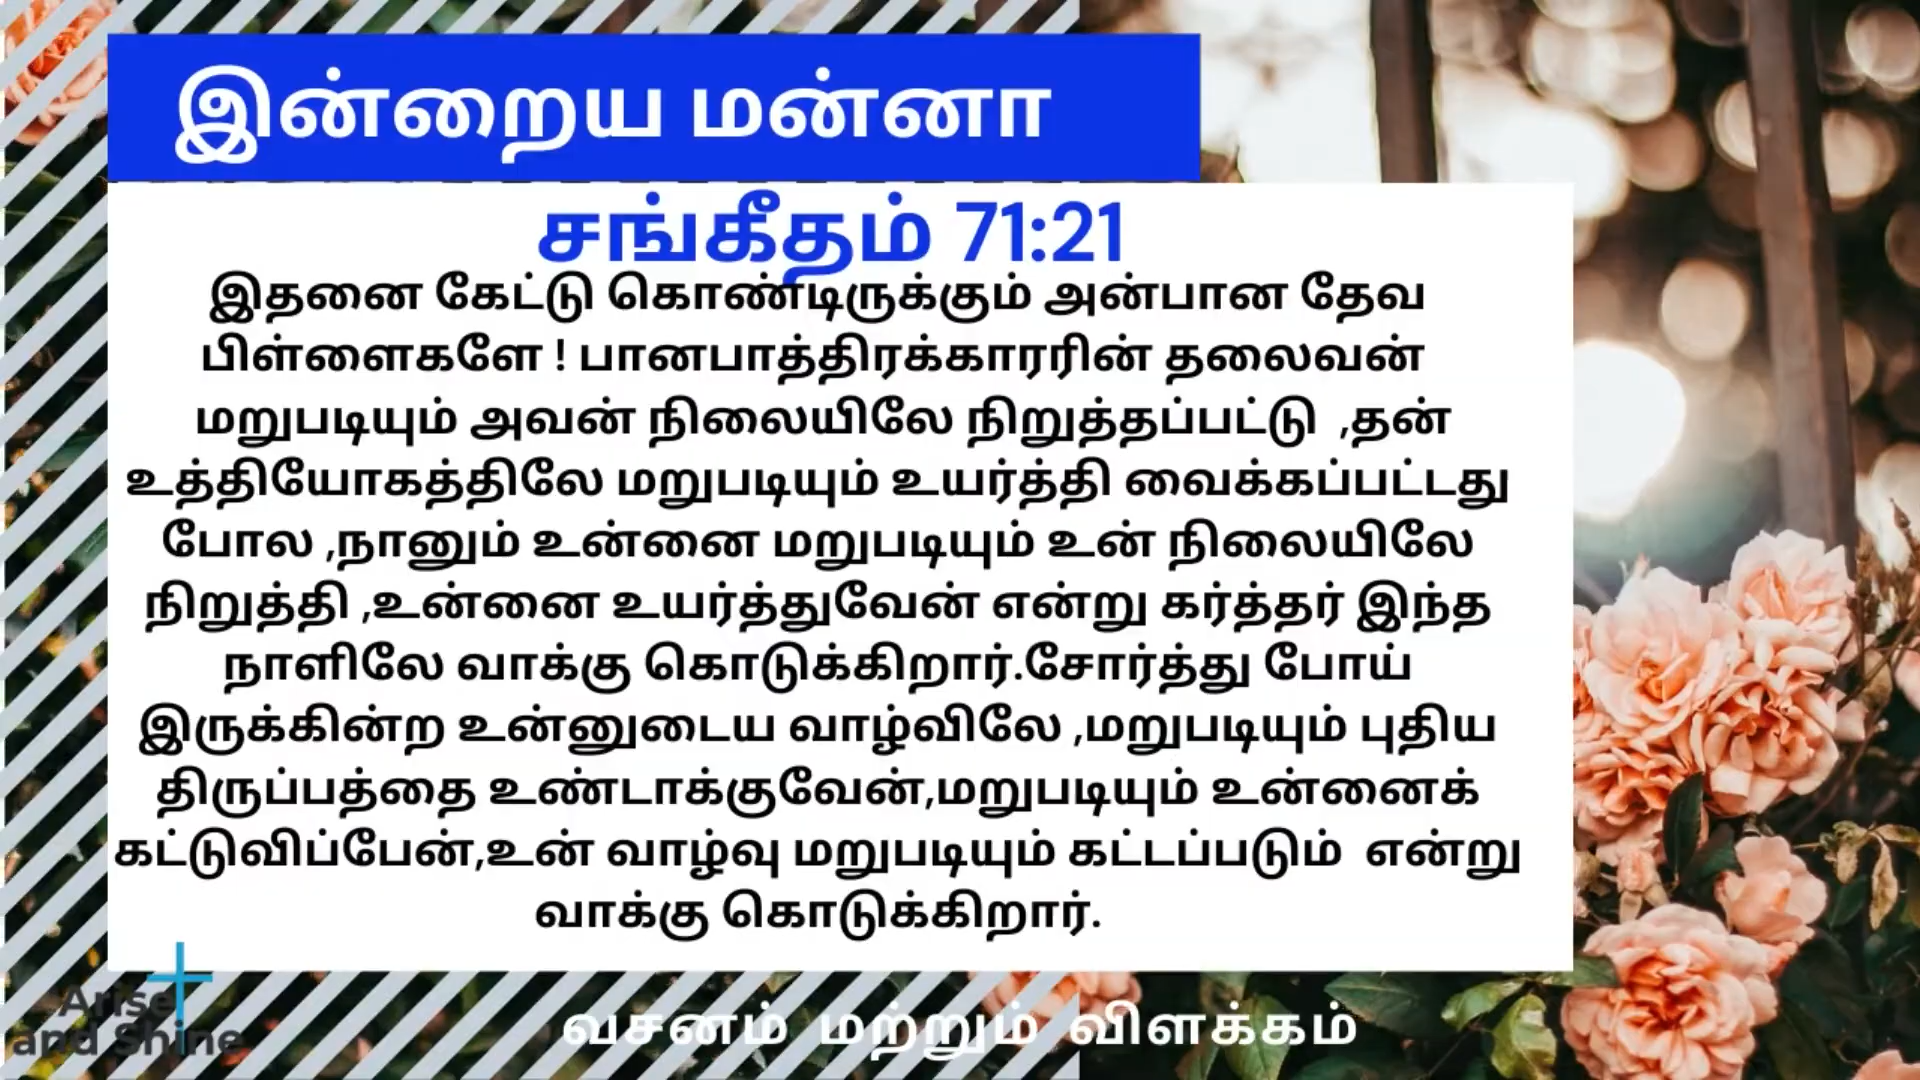 இன்றைய மன்னா
சங்கீதம் 71:21
இதனை கேட்டு கொண்டிருக்கும் அன்பான தேவ
பிள்ளைகளே ! பானபாத்திரக்காரரின் தலைவன்
மறுபடியும் அவன் நிலையிலே நிறுத்தப்பட்டு ,தன்
உத்தியோகத்திலே மறுபடியும் உயர்த்தி வைக்கப்பட்டது
போல ,நானும் உன்னை மறுபடியும் உன் நிலையிலே
நிறுத்தி ,உன்னை உயர்த்துவேன் என்று கர்த்தர் இந்த
நாளிலே வாக்கு கொடுக்கிறார்.சோர்த்து போய்
இருக்கின்ற உன்னுடைய வாழ்விலே ,மறுபடியும் புதிய
திருப்பத்தை உண்டாக்குவேன்,மறுபடியும் உன்னைக்
கட்டுவிப்பேன்,உன் வாழ்வு மறுபடியும் கட்டப்படும் என்று
வாக்கு கொடுக்கிறார்.
Arise
and Shine
வசனம் மற்றும் விளக்கம்